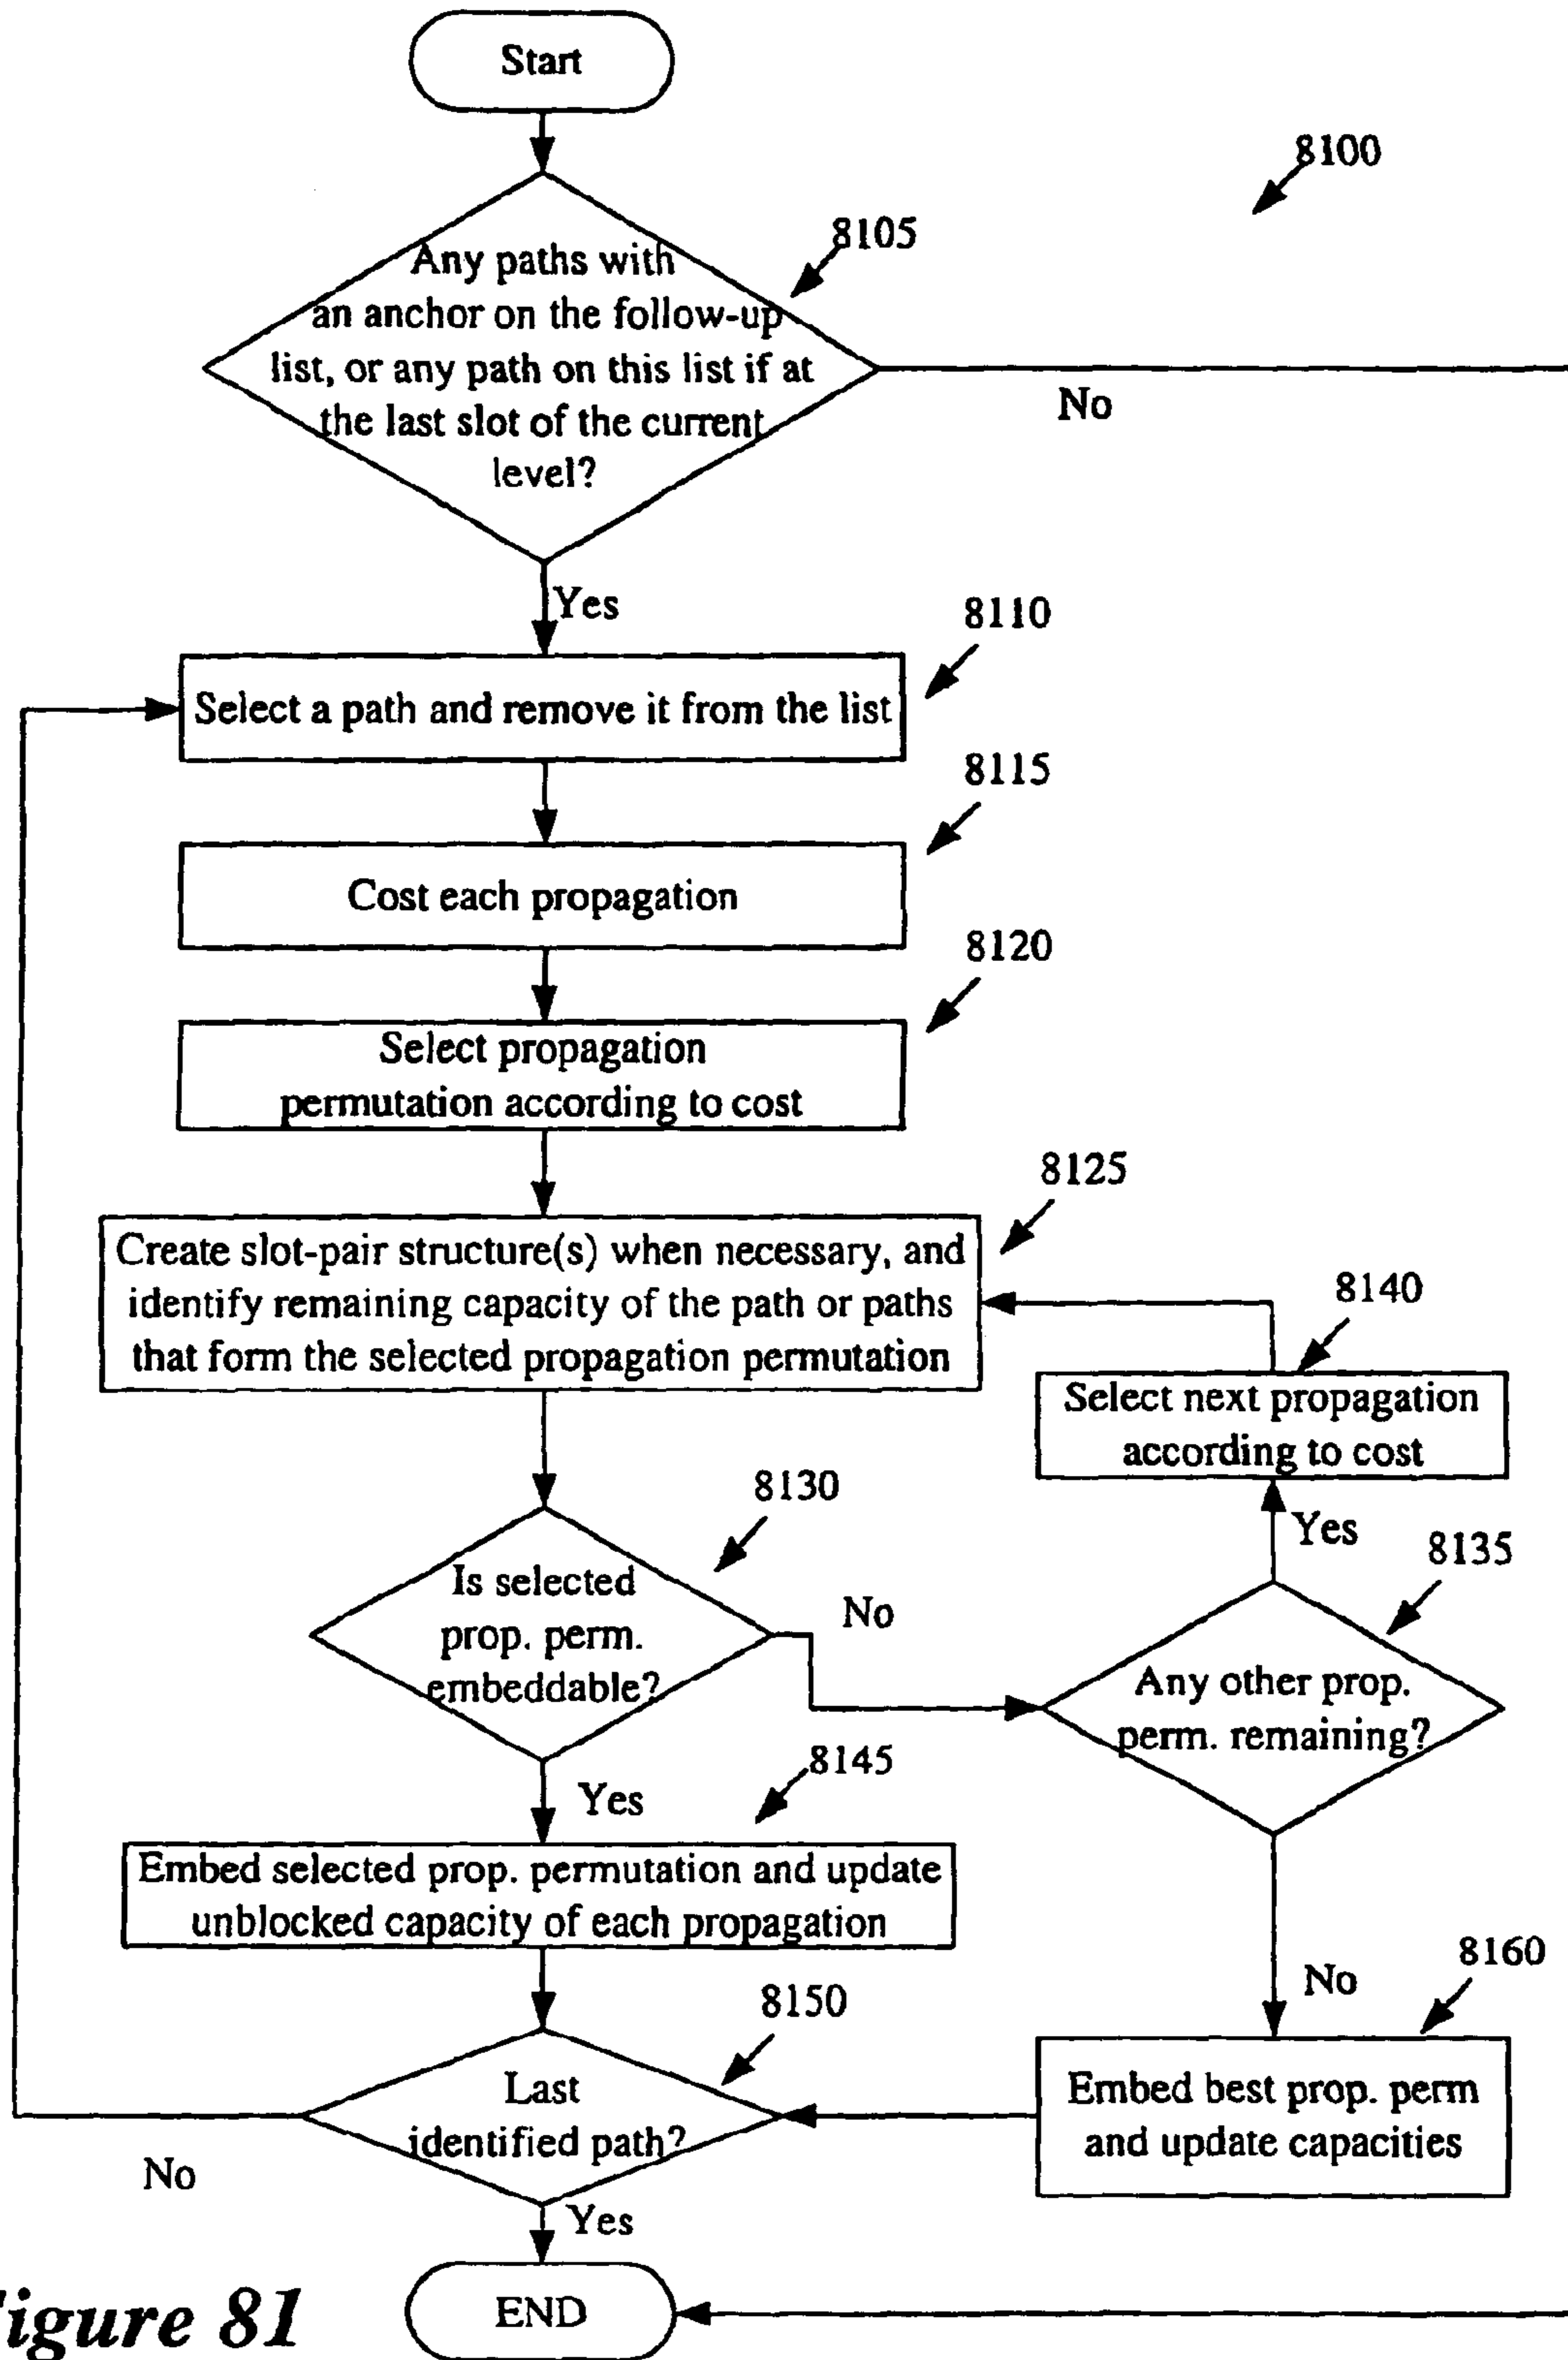 Start
8100
8105
Any paths with
an anchor on the follow-up
list, or any path on this list if at
the last slot of the current
level?
No
Yes
8110
Select a path and remove it from the list
8115
Cost each propagation
8120
Select propagation
permutation according to cost
8125
Create slot-pair structure(s) when necessary, and
identify remaining capacity of the path or paths
that form the selected propagation permutation
8140
Select next propagation
according to cost
8130
Is selected
prop. perm.
embeddable?
No
Yes
8135
Any other prop.
perm. remaining?
8145
Yes
Embed selected prop. permutation and update
unblocked capacity of each propagation
8160
No
8150
Last
identified path?
Embed best prop. perm
and update capacities
No
Yes
END
igure 81